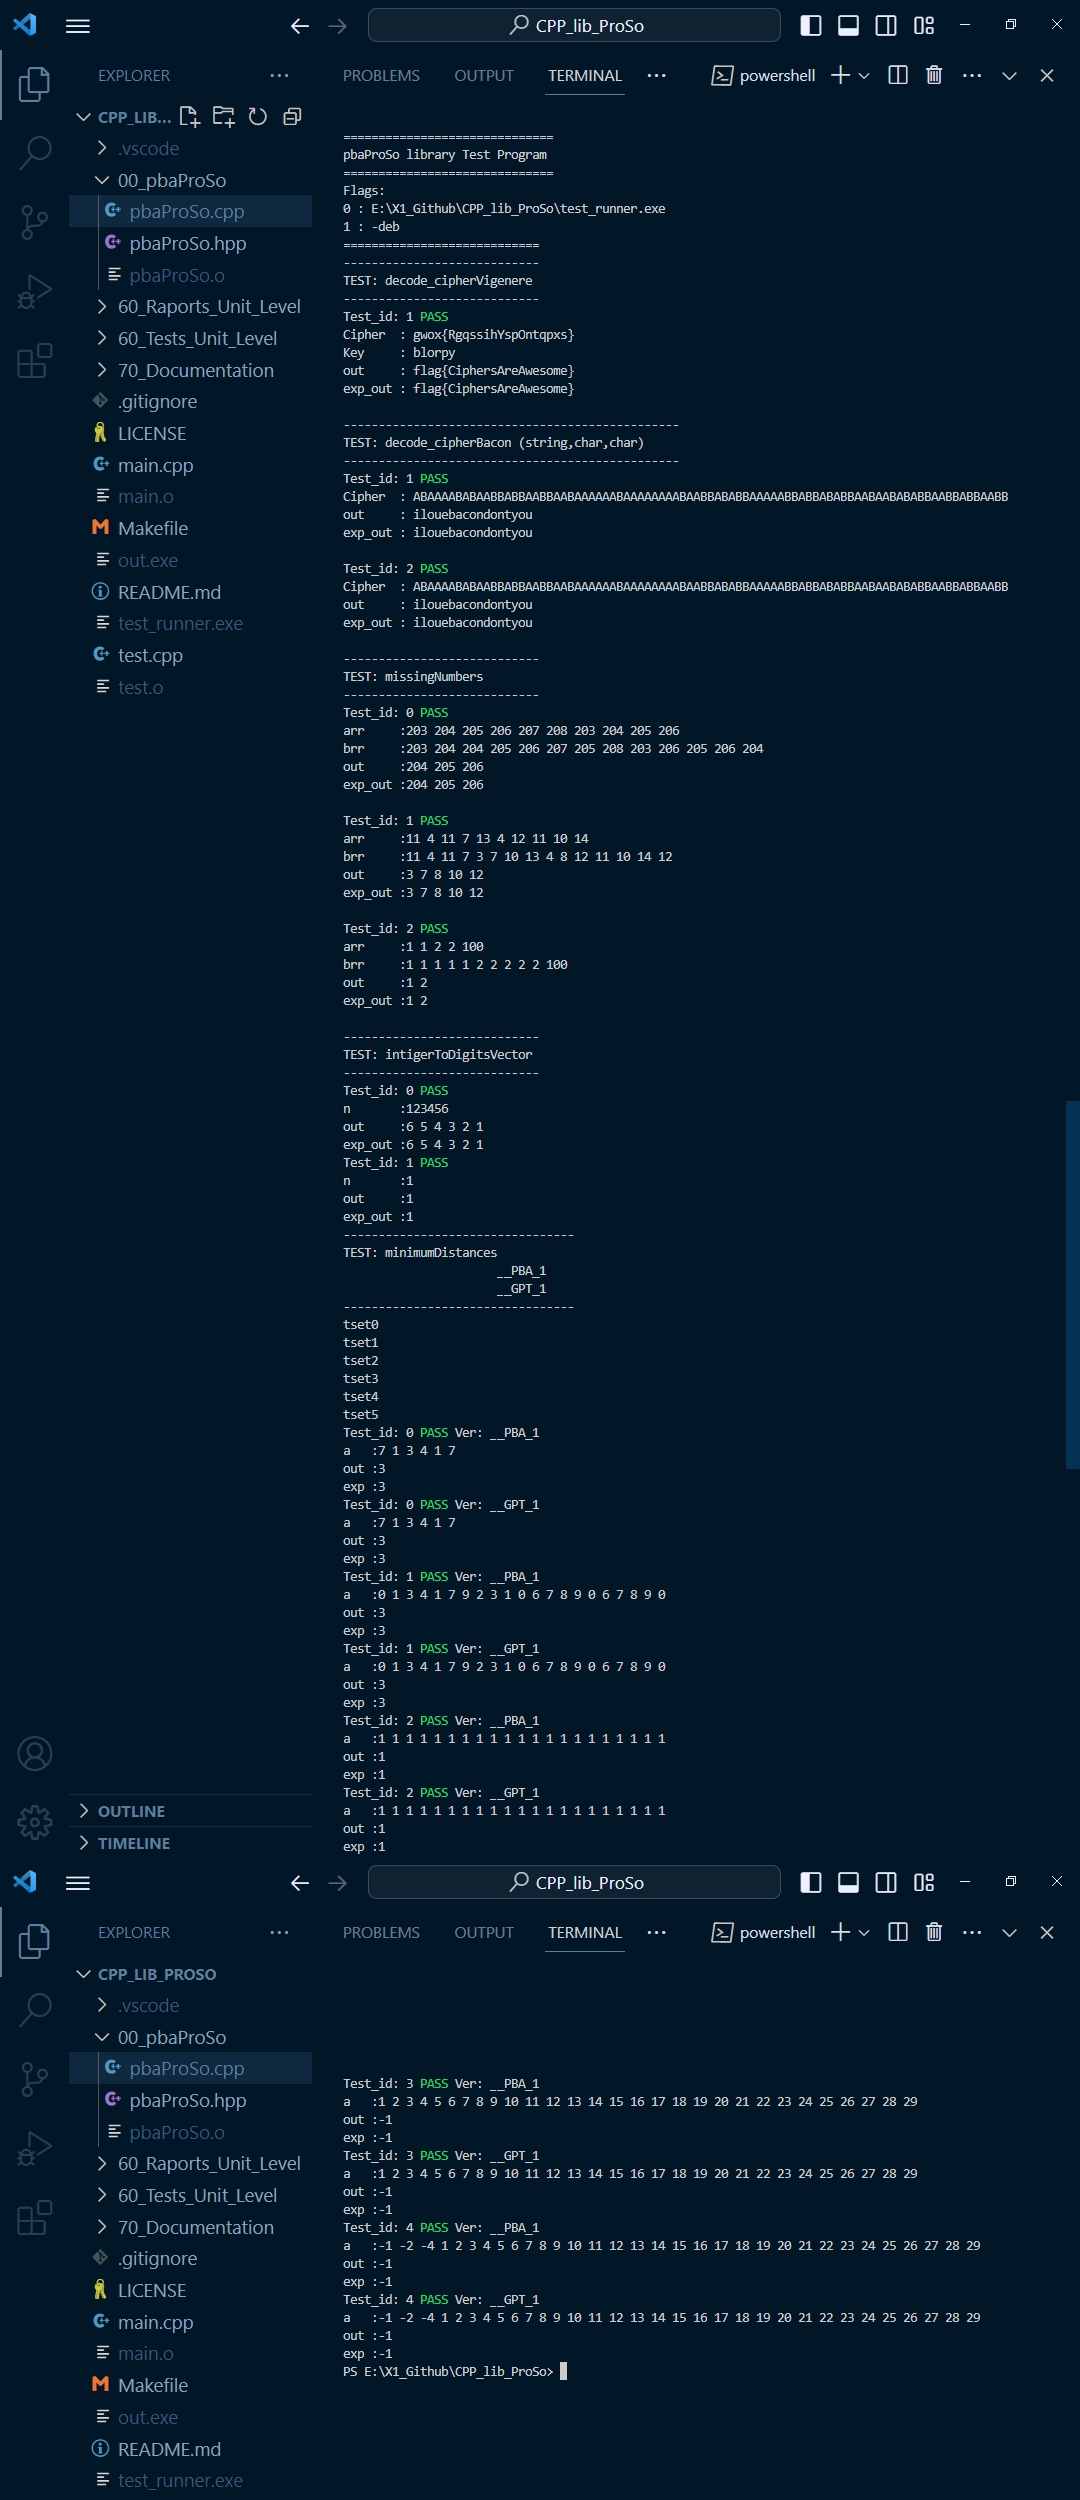 CPP_lib_ProSo
EXPLORER
PROBLEMS OUTPUT TERMINAL powershell
CPP_LIB...
.vscode
00_pbaProSo
pbaProSo.cpp
pbaProSo.hpp
pbaProSo.o
60_Raports_Unit_Level
60_Tests_Unit_Level
70_Documentation
.gitignore
LICENSE
main.cpp
main.o
Makefile
out.exe
README.md
test_runner.exe
test.cpp
test.o
OUTLINE
TIMELINE
==============================
pbaProSo library Test Program
==============================
Flags:
0 : E:\X1_Github\CPP_lib_ProSo\test_runner.exe
1 : -deb
============================
----------------------------
TEST: decode_cipherVigenere
----------------------------
Test_id: 1 PASS
Cipher  : gwox{RgqssihYspOntqpxs}
Key     : blorpy
out     : flag{CiphersAreAwesome}
exp_out : flag{CiphersAreAwesome}
------------------------------------------------
TEST: decode_cipherBacon (string,char,char)
------------------------------------------------
Test_id: 1 PASS
Cipher  : ABAAAABABAABBABBAABBAABAAAAAABAAAAAAAABAABBABABBAAAAABBABBABABBAABAABABABBAABBABBAABB
out     : ilouebacondontyou
exp_out : ilouebacondontyou
Test_id: 2 PASS
Cipher  : ABAAAABABAABBABBAABBAABAAAAAABAAAAAAAABAABBABABBAAAAABBABBABABBAABAABABABBAABBABBAABB
out     : ilouebacondontyou
exp_out : ilouebacondontyou
----------------------------
TEST: missingNumbers
----------------------------
Test_id: 0 PASS
arr     :203 204 205 206 207 208 203 204 205 206
brr     :203 204 204 205 206 207 205 208 203 206 205 206 204
out     :204 205 206
exp_out :204 205 206
Test_id: 1 PASS
arr     :11 4 11 7 13 4 12 11 10 14
brr     :11 4 11 7 3 7 10 13 4 8 12 11 10 14 12
out     :3 7 8 10 12
exp_out :3 7 8 10 12
Test_id: 2 PASS
arr     :1 1 2 2 100
brr     :1 1 1 1 1 2 2 2 2 2 100
out     :1 2
exp_out :1 2
----------------------------
TEST: intigerToDigitsVector
----------------------------
Test_id: 0 PASS
n       :123456
out     :6 5 4 3 2 1
exp_out :6 5 4 3 2 1
Test_id: 1 PASS
n       :1
out     :1
exp_out :1
---------------------------------
TEST: minimumDistances
__PBA_1
__GPT_1
---------------------------------
tset0
tset1
tset2
tset3
tset4
tset5
Test_id: 0 PASS Ver: __PBA_1
a   :7 1 3 4 1 7
out :3
exp :3
Test_id: 0 PASS Ver: __GPT_1
a   :7 1 3 4 1 7
out :3
exp :3
Test_id: 1 PASS Ver: __PBA_1
a   :0 1 3 4 1 7 9 2 3 1 0 6 7 8 9 0 6 7 8 9 0
out :3
exp :3
Test_id: 1 PASS Ver: __GPT_1
a   :0 1 3 4 1 7 9 2 3 1 0 6 7 8 9 0 6 7 8 9 0
out :3
exp :3
Test_id: 2 PASS Ver: __PBA_1
a   :1 1 1 1 1 1 1 1 1 1 1 1 1 1 1 1 1 1 1 1 1
out :1
exp :1
Test_id: 2 PASS Ver: __GPT_1
a   :1 1 1 1 1 1 1 1 1 1 1 1 1 1 1 1 1 1 1 1 1
out :1
exp :1
CPP_lib_ProSo
EXPLORER
PROBLEMS OUTPUT TERMINAL powershell
CPP_LIB_PROSO
.vscode
00_pbaProSo
pbaProSo.cpp
pbaProSo.hpp
pbaProSo.o
60_Raports_Unit_Level
60_Tests_Unit_Level
70_Documentation
.gitignore
LICENSE
main.cpp
main.o
Makefile
out.exe
README.md
test_runner.exe
Test_id: 3 PASS Ver: __PBA_1
a   :1 2 3 4 5 6 7 8 9 10 11 12 13 14 15 16 17 18 19 20 21 22 23 24 25 26 27 28 29
out :-1
exp :-1
Test_id: 3 PASS Ver: __GPT_1
a   :1 2 3 4 5 6 7 8 9 10 11 12 13 14 15 16 17 18 19 20 21 22 23 24 25 26 27 28 29
out :-1
exp :-1
Test_id: 4 PASS Ver: __PBA_1
a   :-1 -2 -4 1 2 3 4 5 6 7 8 9 10 11 12 13 14 15 16 17 18 19 20 21 22 23 24 25 26 27 28 29
out :-1
exp :-1
Test_id: 4 PASS Ver: __GPT_1
a   :-1 -2 -4 1 2 3 4 5 6 7 8 9 10 11 12 13 14 15 16 17 18 19 20 21 22 23 24 25 26 27 28 29
out :-1
exp :-1
PS E:\X1_Github\CPP_lib_ProSo>